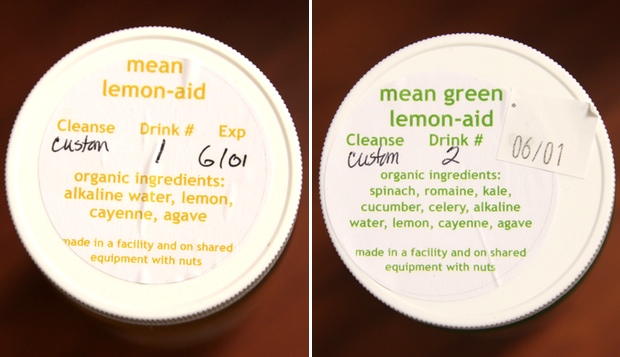 mean
lemon-aid
Cleanse Drink # Exp
custom 1 6/01
organic ingredients:
alkaline water, lemon,
cayenne, agave
made in a facility and on shared
equipment with nuts
mean green
lemon-aid
Cleanse Drink #
custom 2 06/01
organic ingredients:
spinach, romaine, kale,
cucumber, celery, alkaline
water, lemon, cayenne, agave
made in a facility and on shared
equipment with nuts